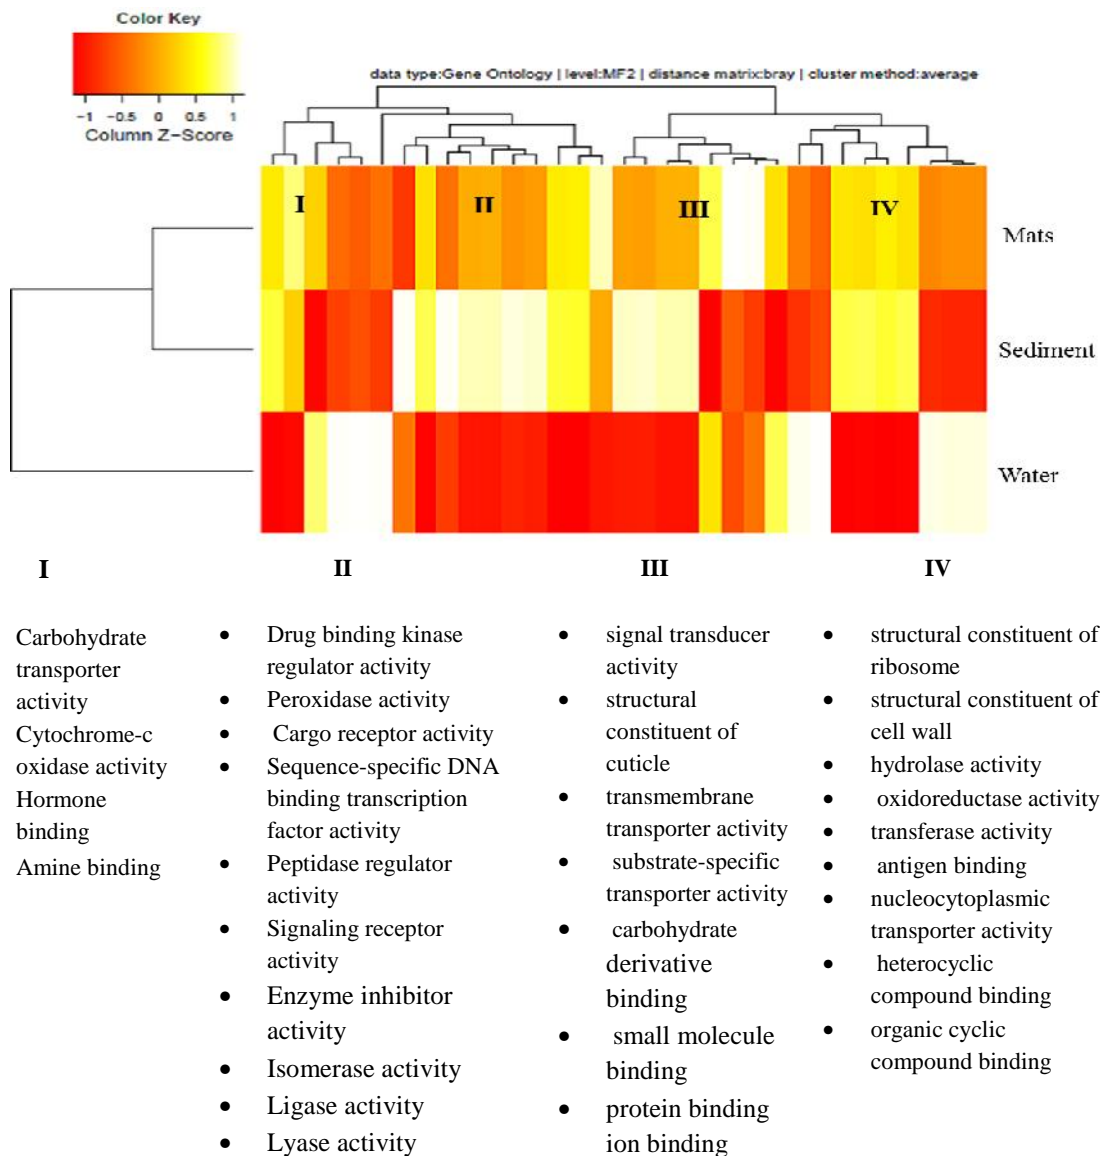 Color Key
-1 -0.5 0 0.5 1
Column Z-Score
data type:Gene Ontology | level:MF2 | distance matrix:bray | cluster method:average
I II III IV
Mats
Sediment
Water
I
II
III
IV
Carbohydrate
transporter
activity
Cytochrome-c
oxidase activity
Hormone
binding
Amine binding
• Drug binding kinase
regulator activity
• Peroxidase activity
• Cargo receptor activity
• Sequence-specific DNA
binding transcription
factor activity
• Peptidase regulator
activity
• Signaling receptor
activity
• Enzyme inhibitor
activity
• Isomerase activity
• Ligase activity
• Lyase activity
• signal transducer
activity
• structural
constituent of
cuticle
• transmembrane
transporter activity
• substrate-specific
transporter activity
• carbohydrate
derivative
binding
• small molecule
binding
• protein binding
ion binding
• structural constituent of
ribosome
• structural constituent of
cell wall
• hydrolase activity
• oxidoreductase activity
• transferase activity
• antigen binding
• nucleocytoplasmic
transporter activity
• heterocyclic
compound binding
• organic cyclic
compound binding